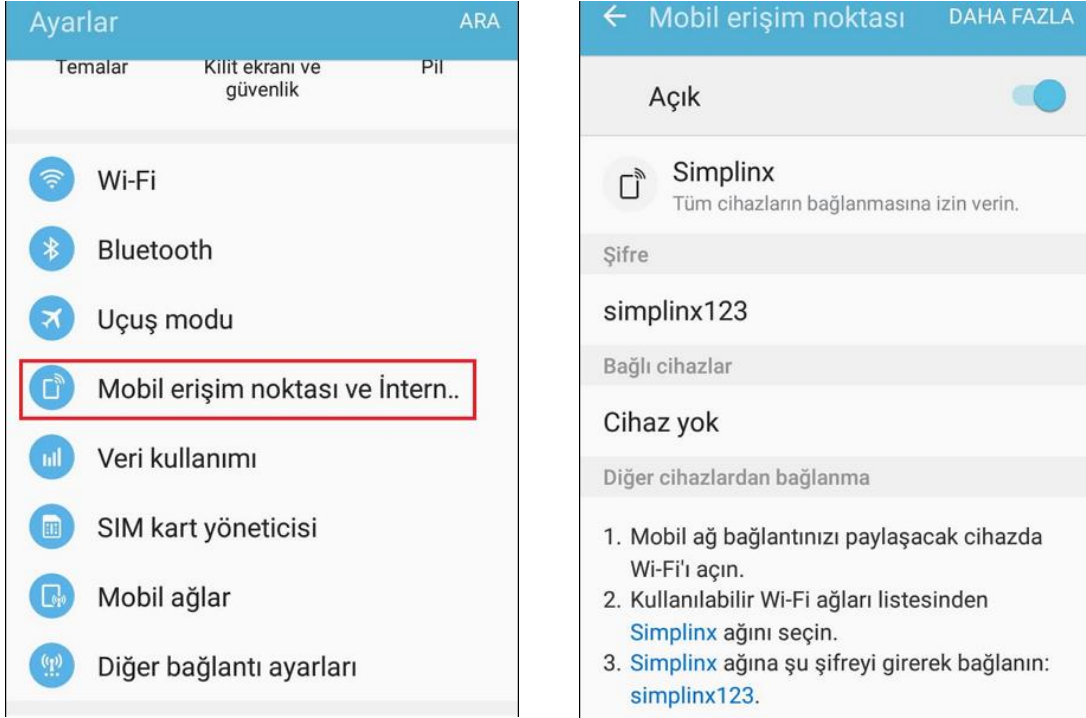 Ayarlar
ARA
Temalar
Kilit ekranı ve
güvenlik
Pil
Wi-Fi
Bluetooth
Uçuş modu
Mobil erişim noktası ve İntern..
Veri kullanımı
SIM kart yöneticisi
Mobil ağlar
Diğer bağlantı ayarları
Mobil erişim noktası
DAHA FAZLA
Açık
Simplinx
Tüm cihazların bağlanmasına izin verin.
Şifre
simplinx123
Bağlı cihazlar
Cihaz yok
Diğer cihazlardan bağlanma
1. Mobil ağ bağlantınızı paylaşacak cihazda
Wi-Fi'ı açın.
2. Kullanılabilir Wi-Fi ağları listesinden
Simplinx ağını seçin.
3. Simplinx ağına şu şifreyi girerek bağlanın:
simplinx123.